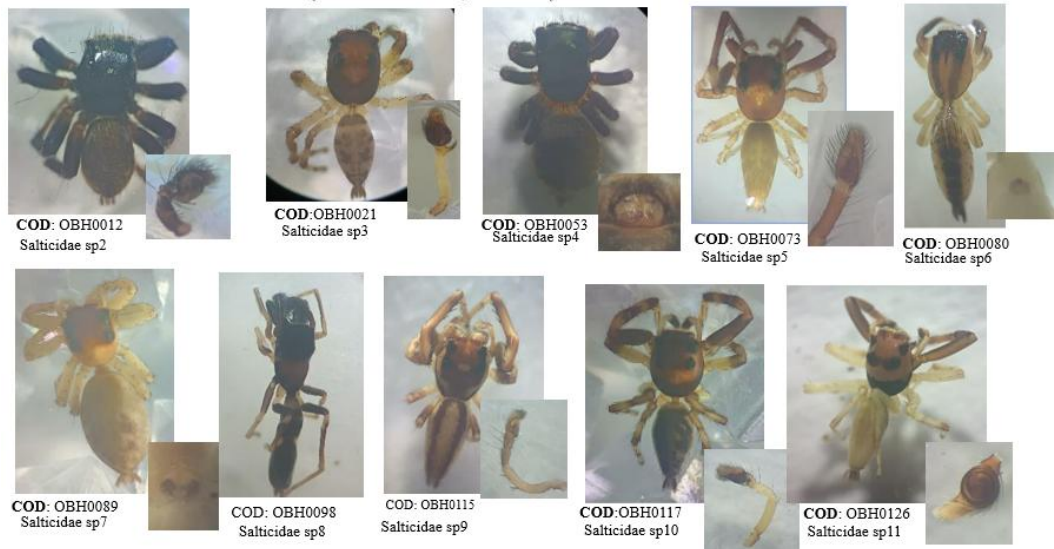 COD: OBH0012
Salticidae sp2
COD:OBH0021
Salticidae sp3
COD: OBH0053
Salticidae sp4
COD: OBH0073
Salticidae sp5
COD: OBH0080
Salticidae sp6
COD: OBH0089
Salticidae sp7
COD: OBH0098
Salticidae sp8
COD: OBH0115
Salticidae sp9
COD:OBH0117
Salticidae sp10
COD: OBH0126
Salticidae sp11